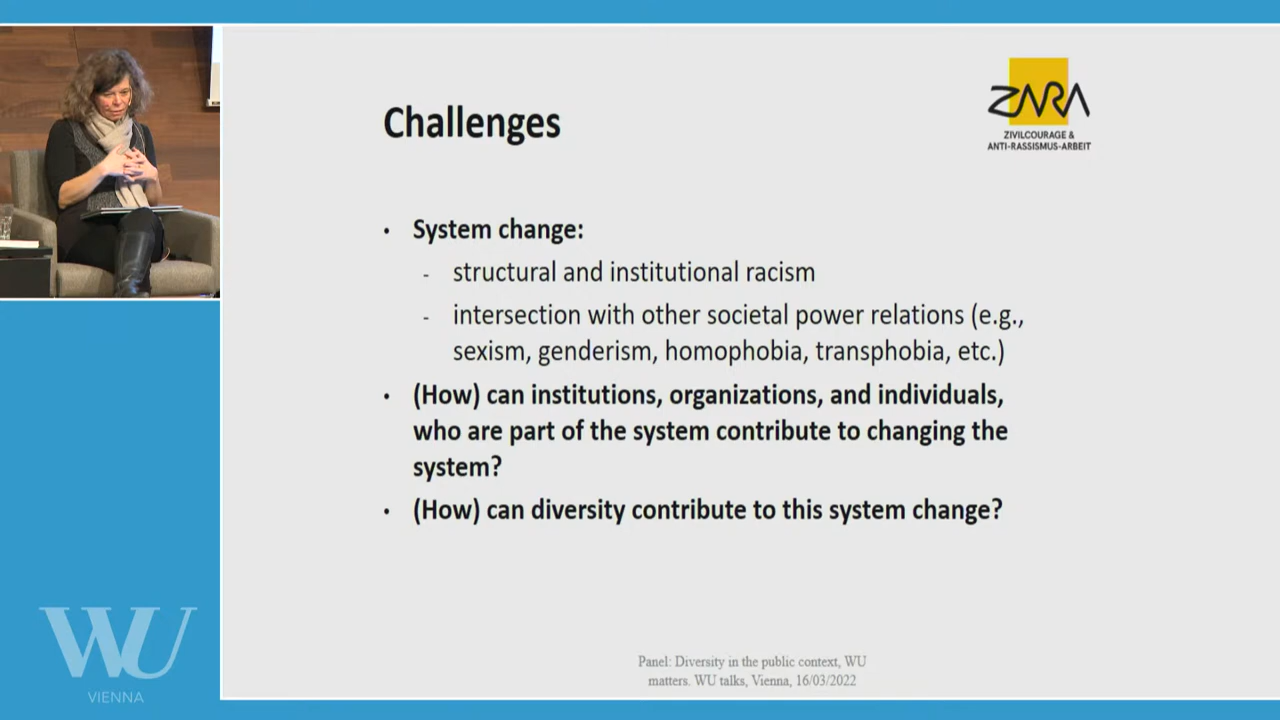 Challenges
ZARA
ZIVILCOURAGE &
ANTI-RASSISMUS-ARBEIT
• System change:
- structural and institutional racism
- intersection with other societal power relations (e.g.,
sexism, genderism, homophobia, transphobia, etc.)
• (How) can institutions, organizations, and individuals,
who are part of the system contribute to changing the
system?
• (How) can diversity contribute to this system change?
WU
VIENNA
Panel: Diversity in the public context, WU
matters. WU talks, Vienna, 16/03/2022